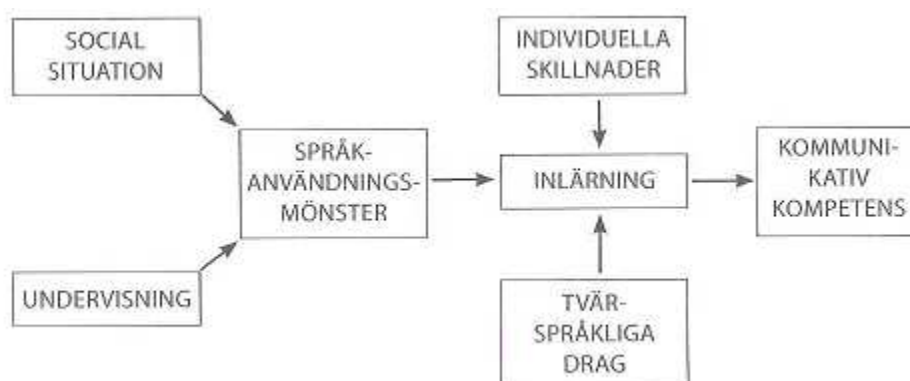 SOCIAL
SITUATION
INDIVIDUELLA
SKILLNADER
SPRÅK-
ANVÄNDNINGS-
MÖNSTER
INLÄRNING
KOMMUNI-
KATIV
KOMPETENS
UNDERVISNING
TVÄR-
SPRÅKLIGA
DRAG